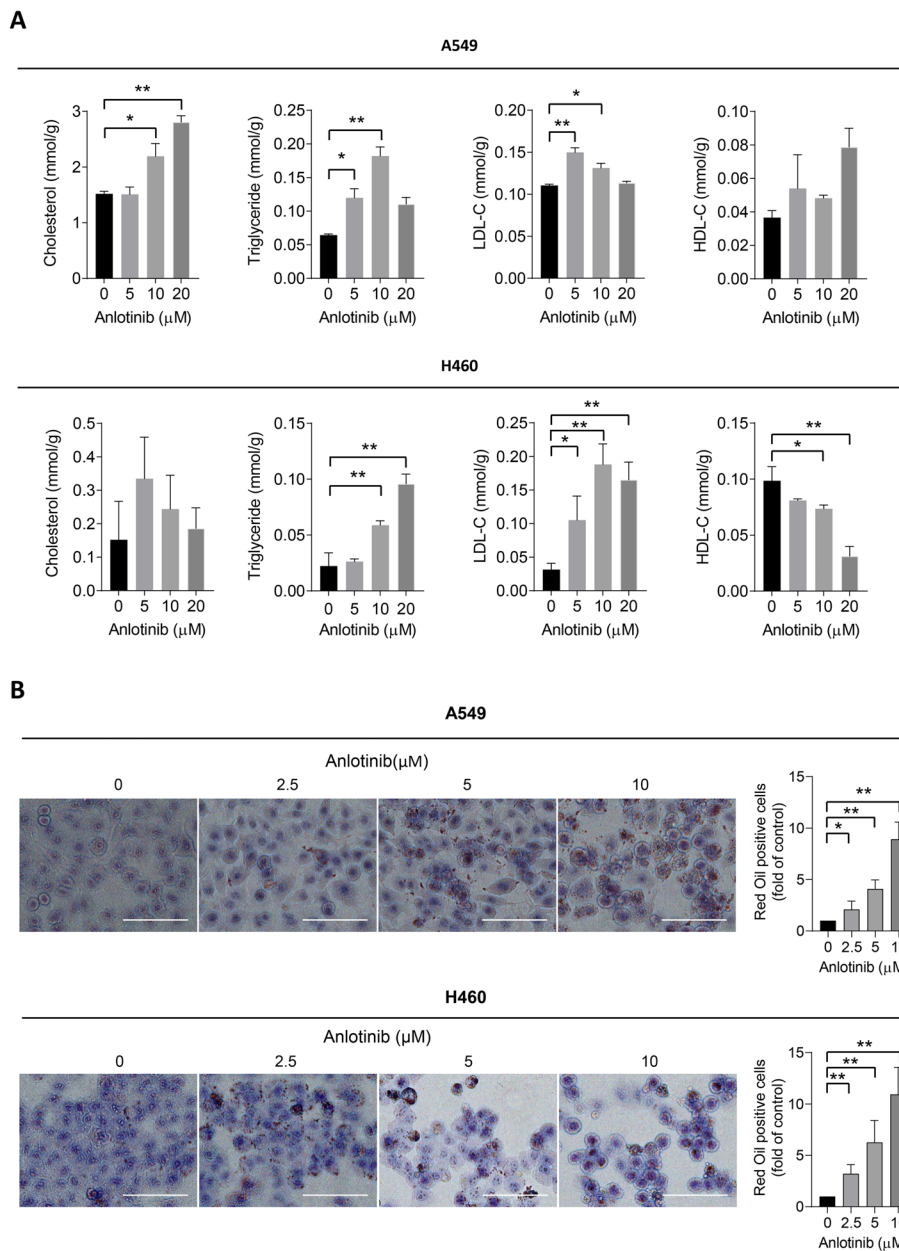 A
A549
** *
Cholesterol (mmol/g)
3
2
1
0
0 5 10 20
Anlotinib (μM)
** *
Triglyceride (mmol/g)
0.25
0.20
0.15
0.10
0.05
0.00
0 5 10 20
Anlotinib (μM)
* **
LDL-C (mmol/g)
0.20
0.15
0.10
0.05
0.00
0 5 10 20
Anlotinib (μM)
HDL-C (mmol/g)
0.10
0.08
0.06
0.04
0.02
0.00
0 5 10 20
Anlotinib (μM)
H460
Cholesterol (mmol/g)
0.5
0.4
0.3
0.2
0.1
0.0
0 5 10 20
Anlotinib (μM)
** **
Triglyceride (mmol/g)
0.15
0.10
0.05
0.00
0 5 10 20
Anlotinib (μM)
** ** *
LDL-C (mmol/g)
0.25
0.20
0.15
0.10
0.05
0.00
0 5 10 20
Anlotinib (μM)
** *
HDL-C (mmol/g)
0.15
0.10
0.05
0.00
0 5 10 20
Anlotinib (μM)
B
A549
Anlotinib(μM)
0 2.5 5 10
** ** *
Red Oil positive cells
(fold of control)
15
10
5
0
0 2.5 5 1
Anlotinib (μM
H460
Anlotinib (μM)
0 2.5 5 10
** ** **
Red Oil positive cells
(fold of control)
15
10
5
0
0 2.5 5 1
Anlotinib (μM